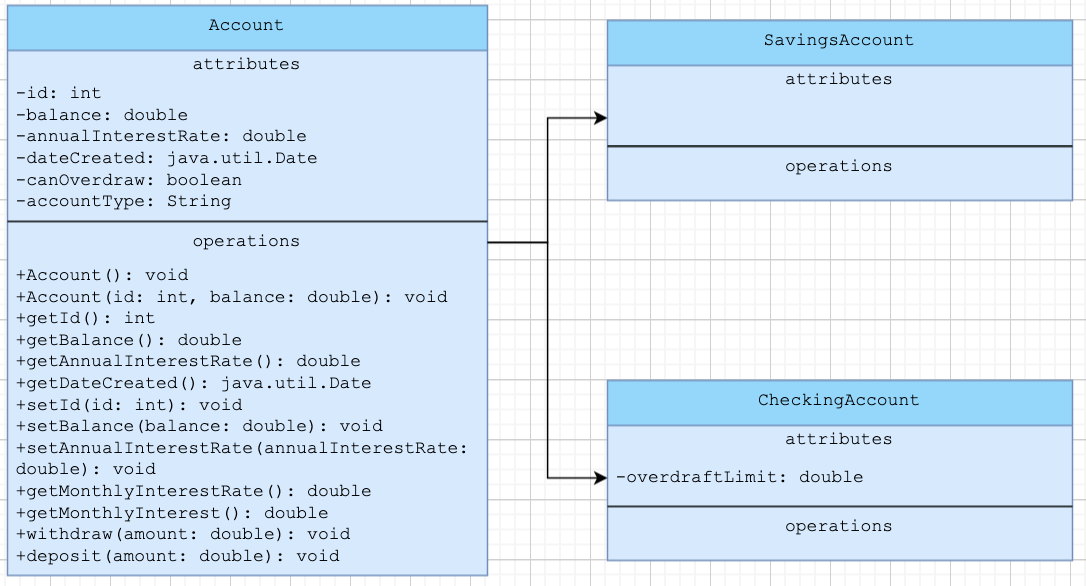 Account
attributes
-id: int
-balance: double
-annualInterestRate: double
-dateCreated: java.util.Date
-canOverdraw: boolean
-accountType: String
operations
+Account(): void
+Account(id: int, balance: double): void
+getId(): int
+getBalance(): double
+getAnnualInterestRate(): double
+getDateCreated(): java.util.Date
+setId(id: int): void
+setBalance(balance: double): void
+setAnnualInterestRate(annualInterestRate:
double): void
+getMonthlyInterestRate(): double
+getMonthlyInterest(): double
+withdraw(amount: double): void
+deposit(amount: double): void
SavingsAccount
attributes
operations
CheckingAccount
attributes
-overdraftLimit: double
operations